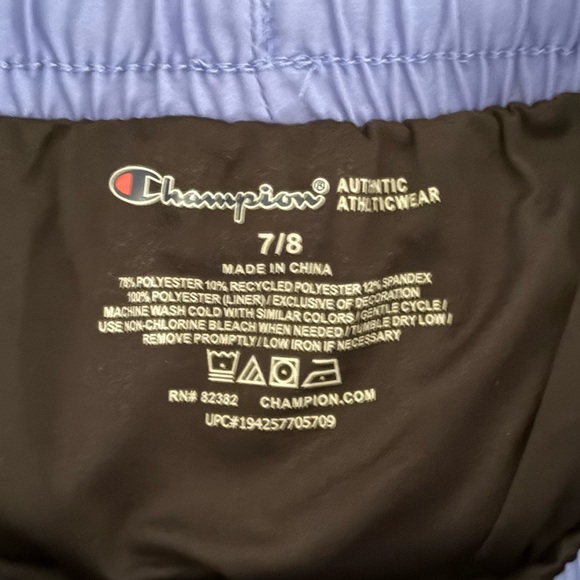 Champion® AUTHNTIC
ATHLTICWEAR
7/8
MADE IN CHINA
78% POLYESTER 10% RECYCLED POLYESTER 12% SPANDEX
100% POLYESTER (LINER) / EXCLUSIVE OF DECORATION
MACHINE WASH COLD WITH SIMILAR COLORS / GENTLE CYCLE /
USE NON-CHLORINE BLEACH WHEN NEEDED / TUMBLE DRY LOW /
REMOVE PROMPTLY / LOW IRON IF NECESSARY
RN# 82382 CHAMPION.COM
UPC#194257705709